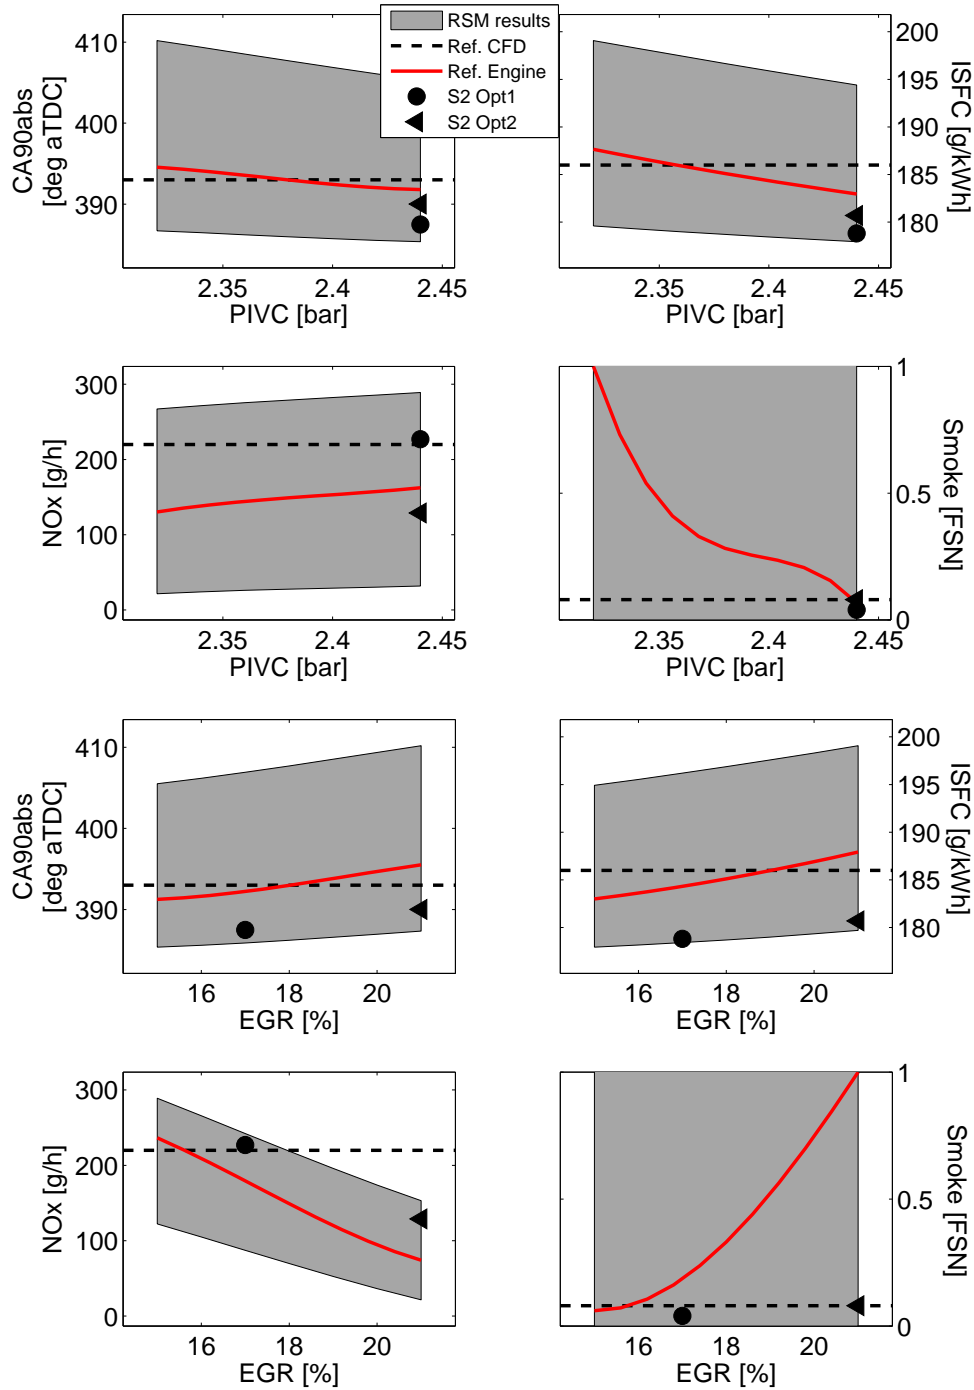 RSM results
Ref. CFD
Ref. Engine
S2 Opt1
S2 Opt2
410
400
390
CA90abs
[deg aTDC]
2.35 2.4 2.45
PIVC [bar]
200
195
190
185
180
ISFC [g/kWh]
2.35 2.4 2.45
PIVC [bar]
300
200
100
0
NOx [g/h]
2.35 2.4 2.45
PIVC [bar]
1
0.5
0
Smoke [FSN]
2.35 2.4 2.45
PIVC [bar]
410
400
390
CA90abs
[deg aTDC]
16 18 20
EGR [%]
200
195
190
185
180
ISFC [g/kWh]
16 18 20
EGR [%]
300
200
100
0
NOx [g/h]
16 18 20
EGR [%]
1
0.5
0
Smoke [FSN]
16 18 20
EGR [%]